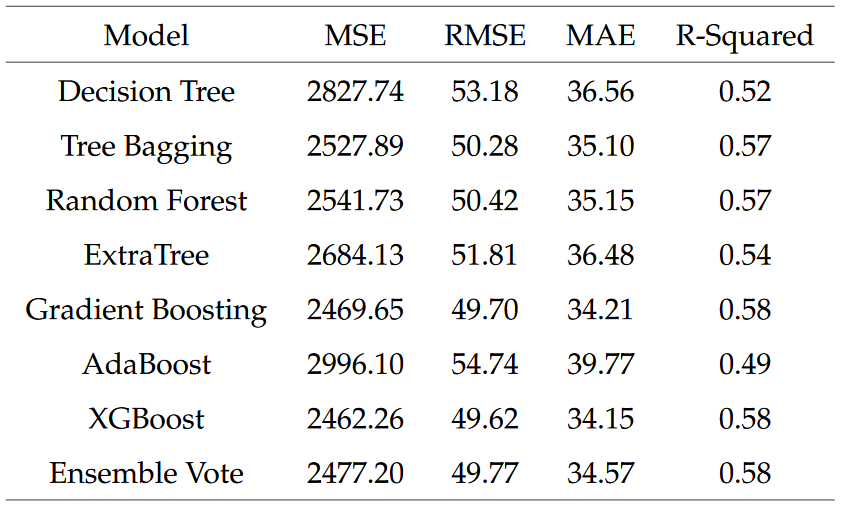 Model MSE RMSE MAE R-Squared
Decision Tree 2827.74 53.18 36.56 0.52
Tree Bagging 2527.89 50.28 35.10 0.57
Random Forest 2541.73 50.42 35.15 0.57
ExtraTree 2684.13 51.81 36.48 0.54
Gradient Boosting 2469.65 49.70 34.21 0.58
AdaBoost 2996.10 54.74 39.77 0.49
XGBoost 2462.26 49.62 34.15 0.58
Ensemble Vote 2477.20 49.77 34.57 0.58